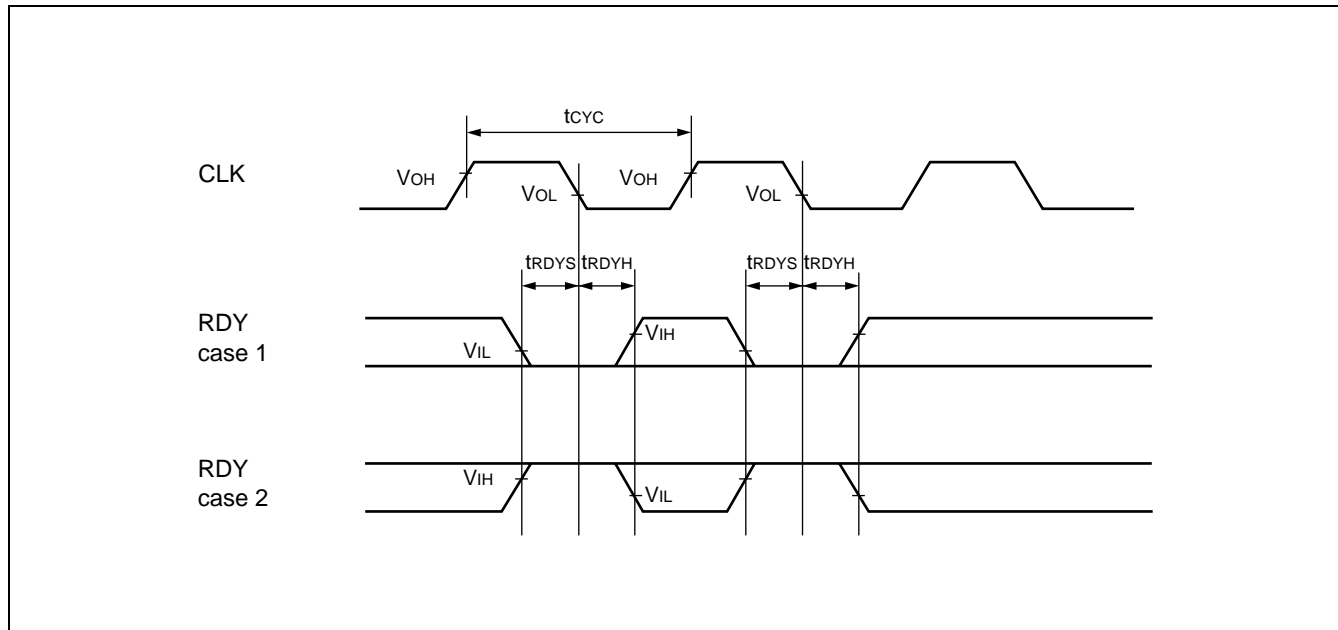 tCYC
CLK
VOH
VOL
VOH
VOL
tRDYS
tRDYH
tRDYS
tRDYH
RDY
case 1
VIL
VIH
RDY
case 2
VIH
VIL